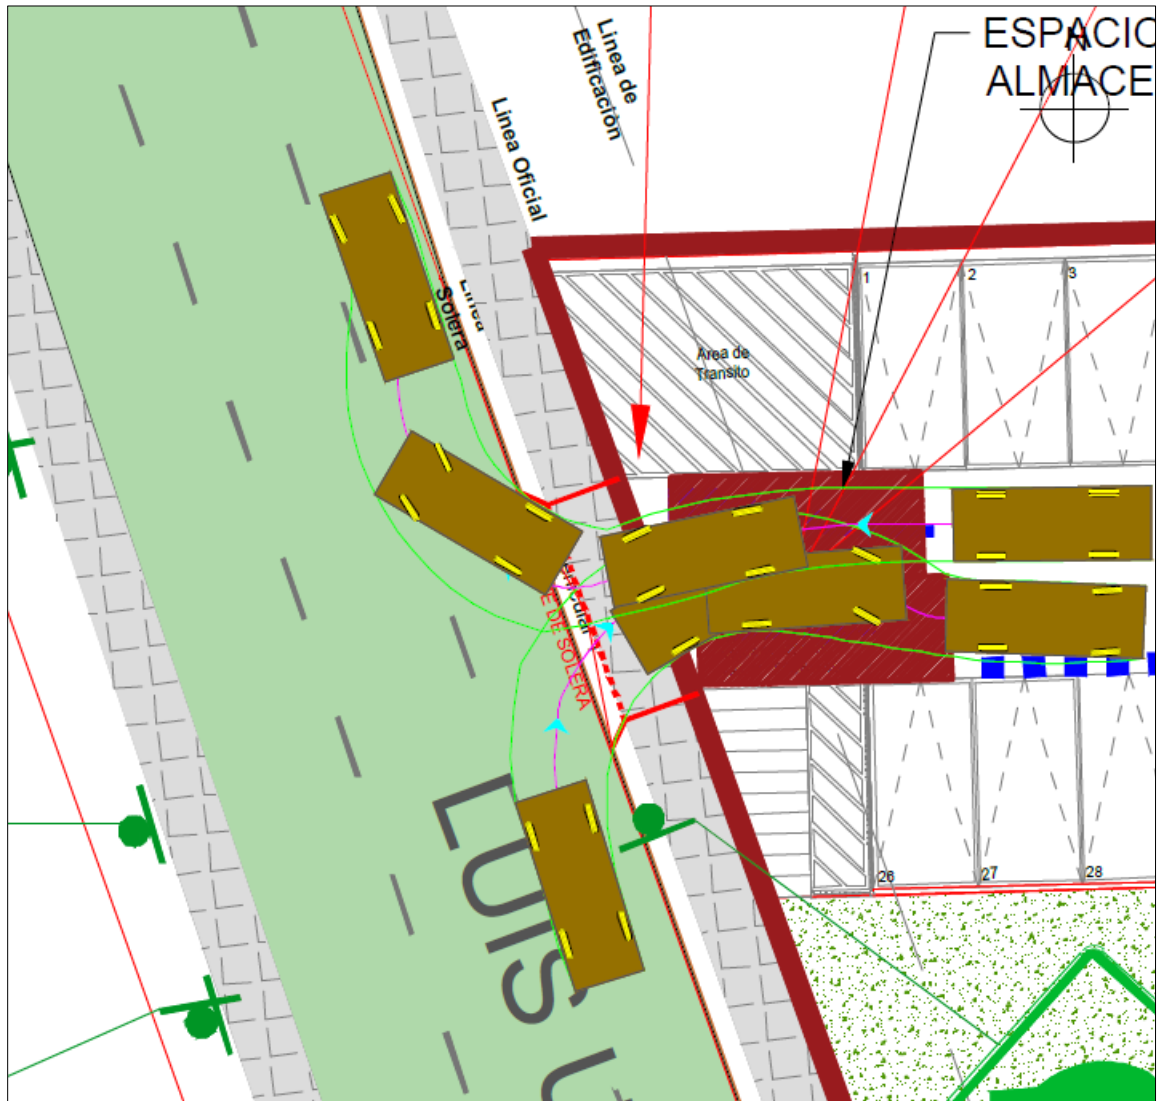 ESPACIO
ALMACE
N
Linea de
Edificación
Linea Oficial
Linea
Solera
1
2
3
Area de
Transito
E DE SOLERA
26
27
28
LUIS